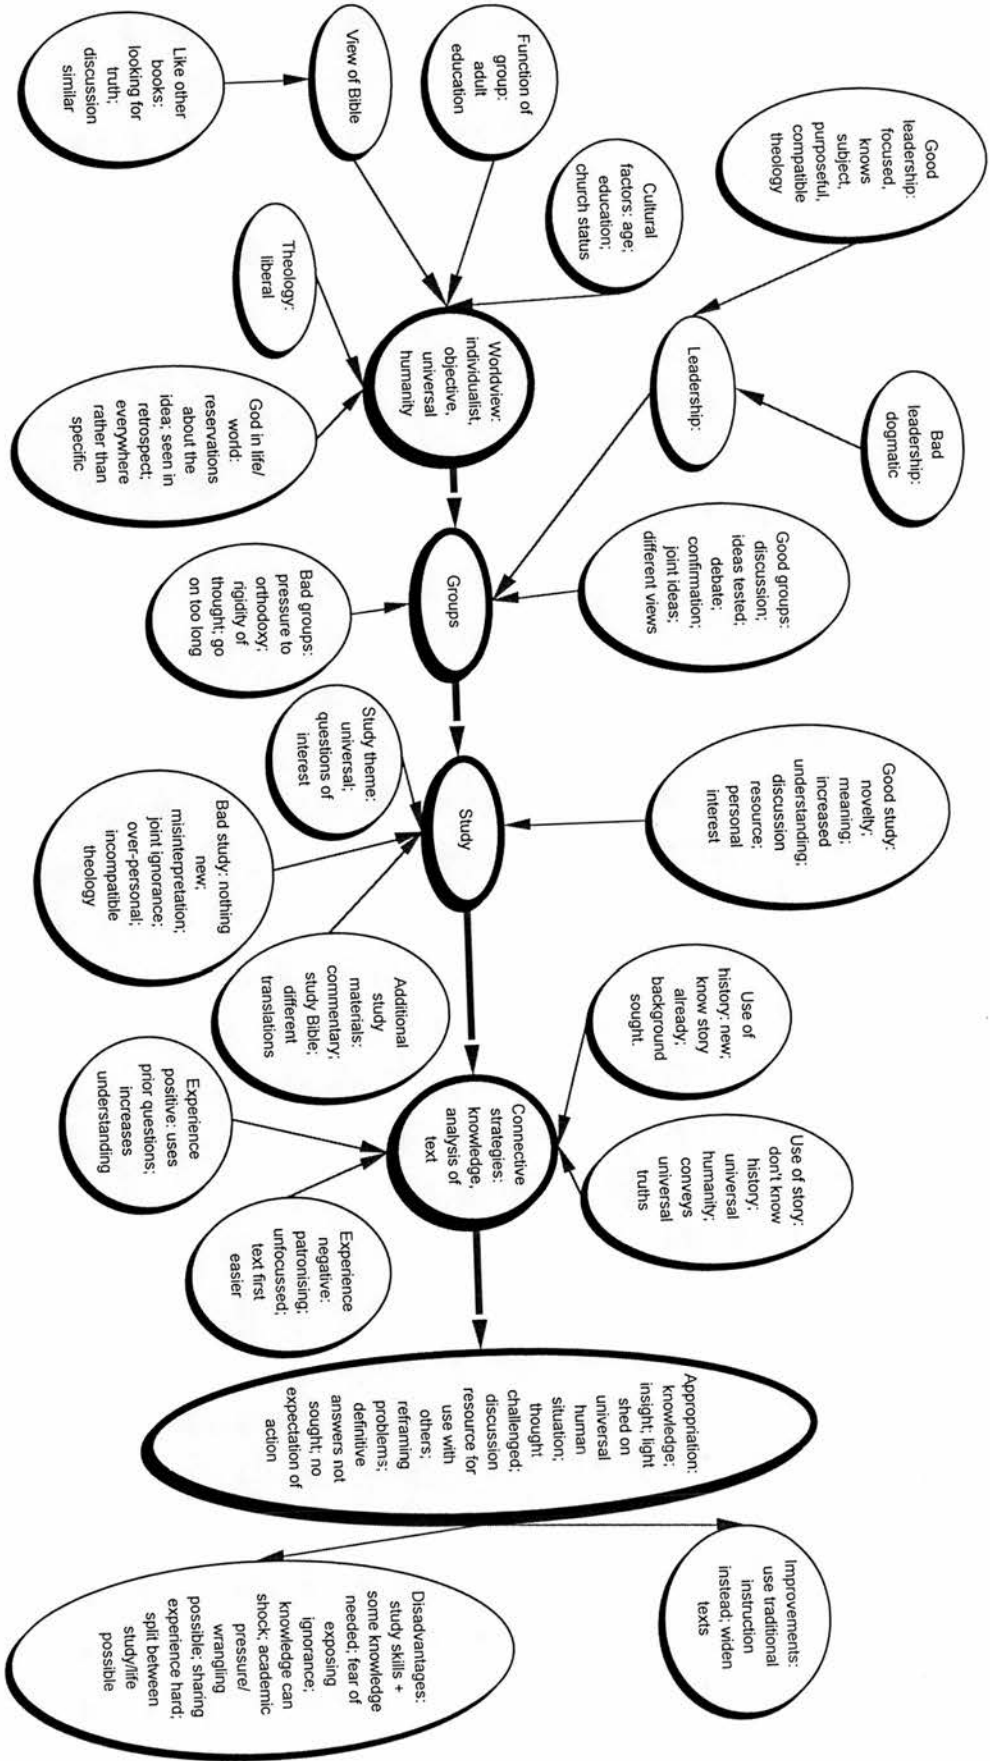 Good
leadership:
focused,
knows
subject,
purposeful,
compatible
theology
Bad
leadership:
dogmatic
Leadership:
Cultural
factors: age;
education;
church status
Function of
group:
adult
education
View of Bible
Like other
books:
looking for
truth;
discussion
similar
Worldview:
individualist,
objective,
universal
humanity
Theology:
liberal
God in life/
world:
reservations
about the
idea; seen in
retrospect;
everywhere
rather than
specific
Good groups:
discussion;
ideas tested;
debate;
confirmation;
joint ideas;
different views
Groups
Bad groups:
pressure to
orthodoxy;
rigidity of
thought; go
on too long
Good study:
novelty;
meaning;
increased
understanding;
discussion
resource;
personal
interest
Study
Study theme:
universal;
questions of
interest
Bad study: nothing
new;
misinterpretation;
joint ignorance;
over-personal;
incompatible
theology
Additional
study
materials:
commentary;
study Bible;
different
translations
Use of
history: new;
know story
already;
background
sought.
Use of story:
don't know
history;
universal
humanity;
conveys
universal
truths
Connective
strategies:
knowledge,
analysis of
text
Experience
positive: uses
prior questions;
increases
understanding
Experience
negative:
patronising;
unfocussed;
text first
easier
Appropriation:
knowledge;
insight; light
shed on
universal
human
situation;
thought
challenged;
discussion
resource for
use with
others;
reframing
problems;
definitive
answers not
sought; no
expectation of
action
Improvements:
use traditional
instruction
instead; widen
texts
Disadvantages:
study skills +
some knowledge
needed; fear of
exposing
ignorance;
knowledge can
shock; academic
pressure/
wrangling
possible; sharing
experience hard;
split between
study/life
possible